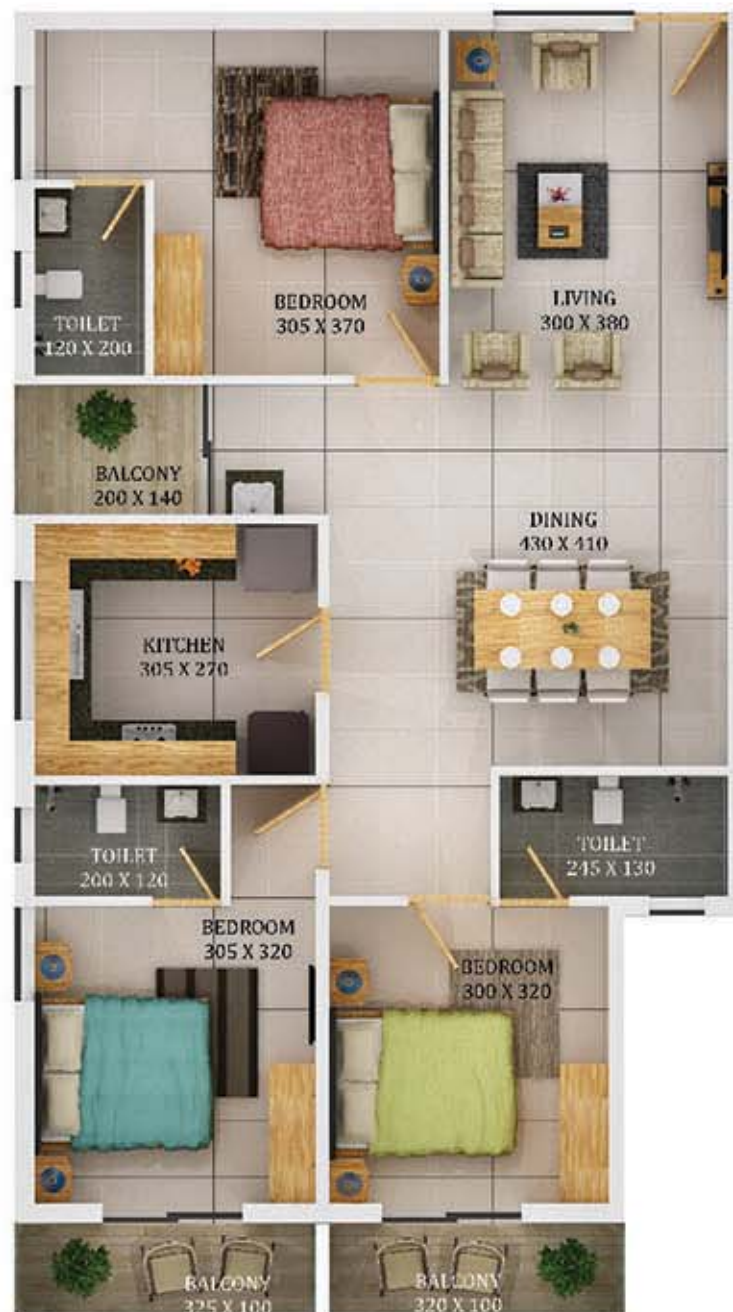 BEDROOM
305 X 370
LIVING
300 X 380
TOILET
120 X 200
BALCONY
200 X 140
DINING
430 X 410
KITCHEN
305 X 270
TOILET
200 X 120
TOILET
245 X 130
BEDROOM
305 X 320
BEDROOM
300 X 320
BALCONY
325 X 100
BALCONY
320 X 100